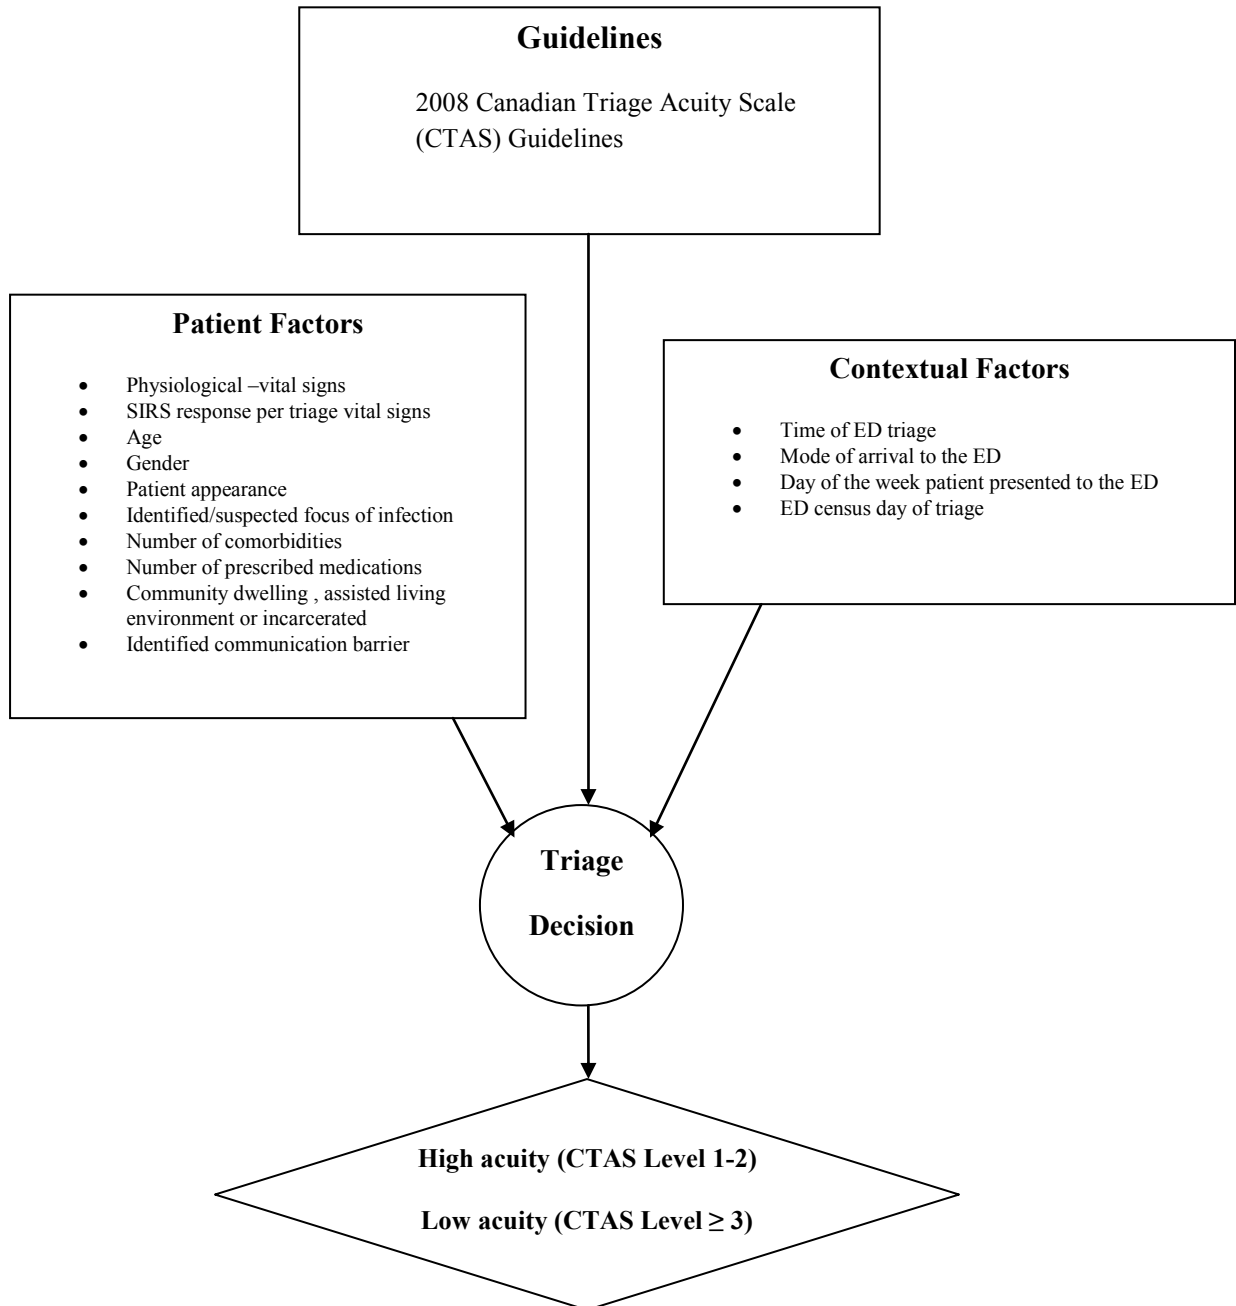 Guidelines
2008 Canadian Triage Acuity Scale
(CTAS) Guidelines
Patient Factors
• Physiological –vital signs
• SIRS response per triage vital signs
• Age
• Gender
• Patient appearance
• Identified/suspected focus of infection
• Number of comorbidities
• Number of prescribed medications
• Community dwelling , assisted living
environment or incarcerated
• Identified communication barrier
Contextual Factors
• Time of ED triage
• Mode of arrival to the ED
• Day of the week patient presented to the ED
• ED census day of triage
Triage
Decision
High acuity (CTAS Level 1-2)
Low acuity (CTAS Level ≥ 3)